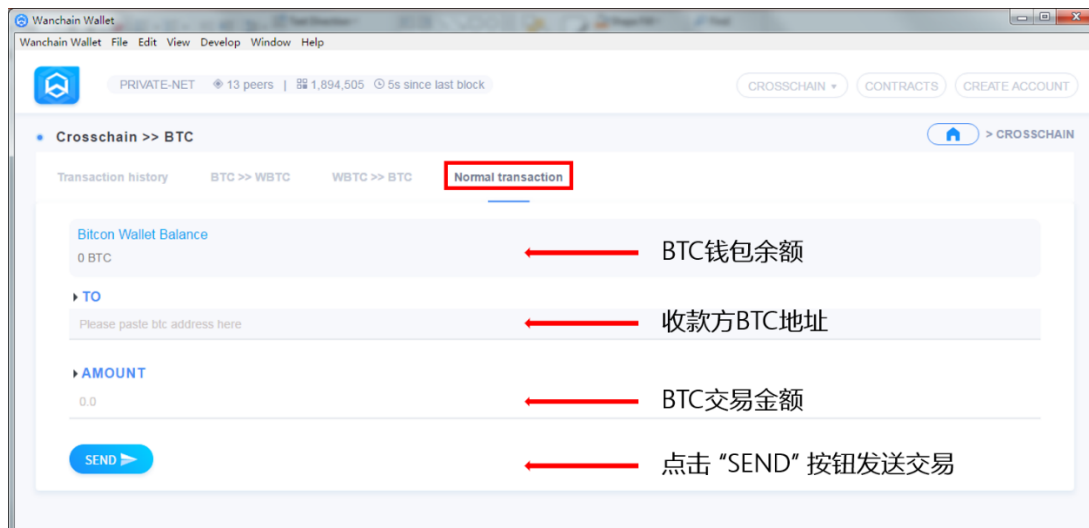 Wanchain Wallet
Wanchain Wallet File Edit View Develop Window Help
PRIVATE-NET 13 peers | 1,894,505 5s since last block
CROSSCHAIN ▾ CONTRACTS CREATE ACCOUNT
Crosschain >> BTC
> CROSSCHAIN
Transaction history BTC >> WBTC WBTC >> BTC Normal transaction
Bitcon Wallet Balance
0 BTC
BTC钱包余额
TO
Please paste btc address here
收款方BTC地址
AMOUNT
0.0
BTC交易金额
SEND
点击 “SEND” 按钮发送交易